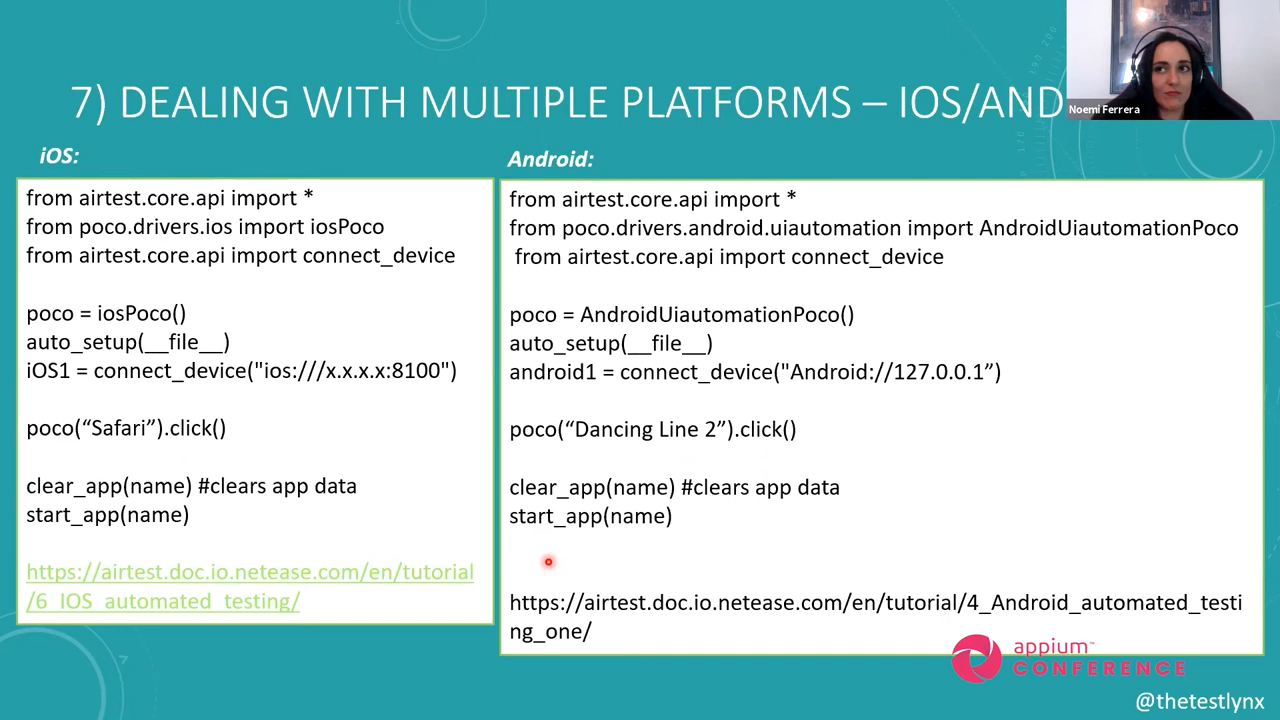 7) DEALING WITH MULTIPLE PLATFORMS – IOS/AND
Noemi Ferrera
iOS:
from airtest.core.api import *
from poco.drivers.ios import iosPoco
from airtest.core.api import connect_device
poco = iosPoco()
auto_setup(__file__)
iOS1 = connect_device("ios:///x.x.x.x:8100")
poco(“Safari”).click()
clear_app(name) #clears app data
start_app(name)
https://airtest.doc.io.netease.com/en/tutorial
/6_IOS_automated_testing/
Android:
from airtest.core.api import *
from poco.drivers.android.uiautomation import AndroidUiautomationPoco
from airtest.core.api import connect_device
poco = AndroidUiautomationPoco()
auto_setup(__file__)
android1 = connect_device("Android://127.0.0.1”)
poco(“Dancing Line 2”).click()
clear_app(name) #clears app data
start_app(name)
https://airtest.doc.io.netease.com/en/tutorial/4_Android_automated_testi
ng_one/
appium™
CONFERENCE
@thetestlynx